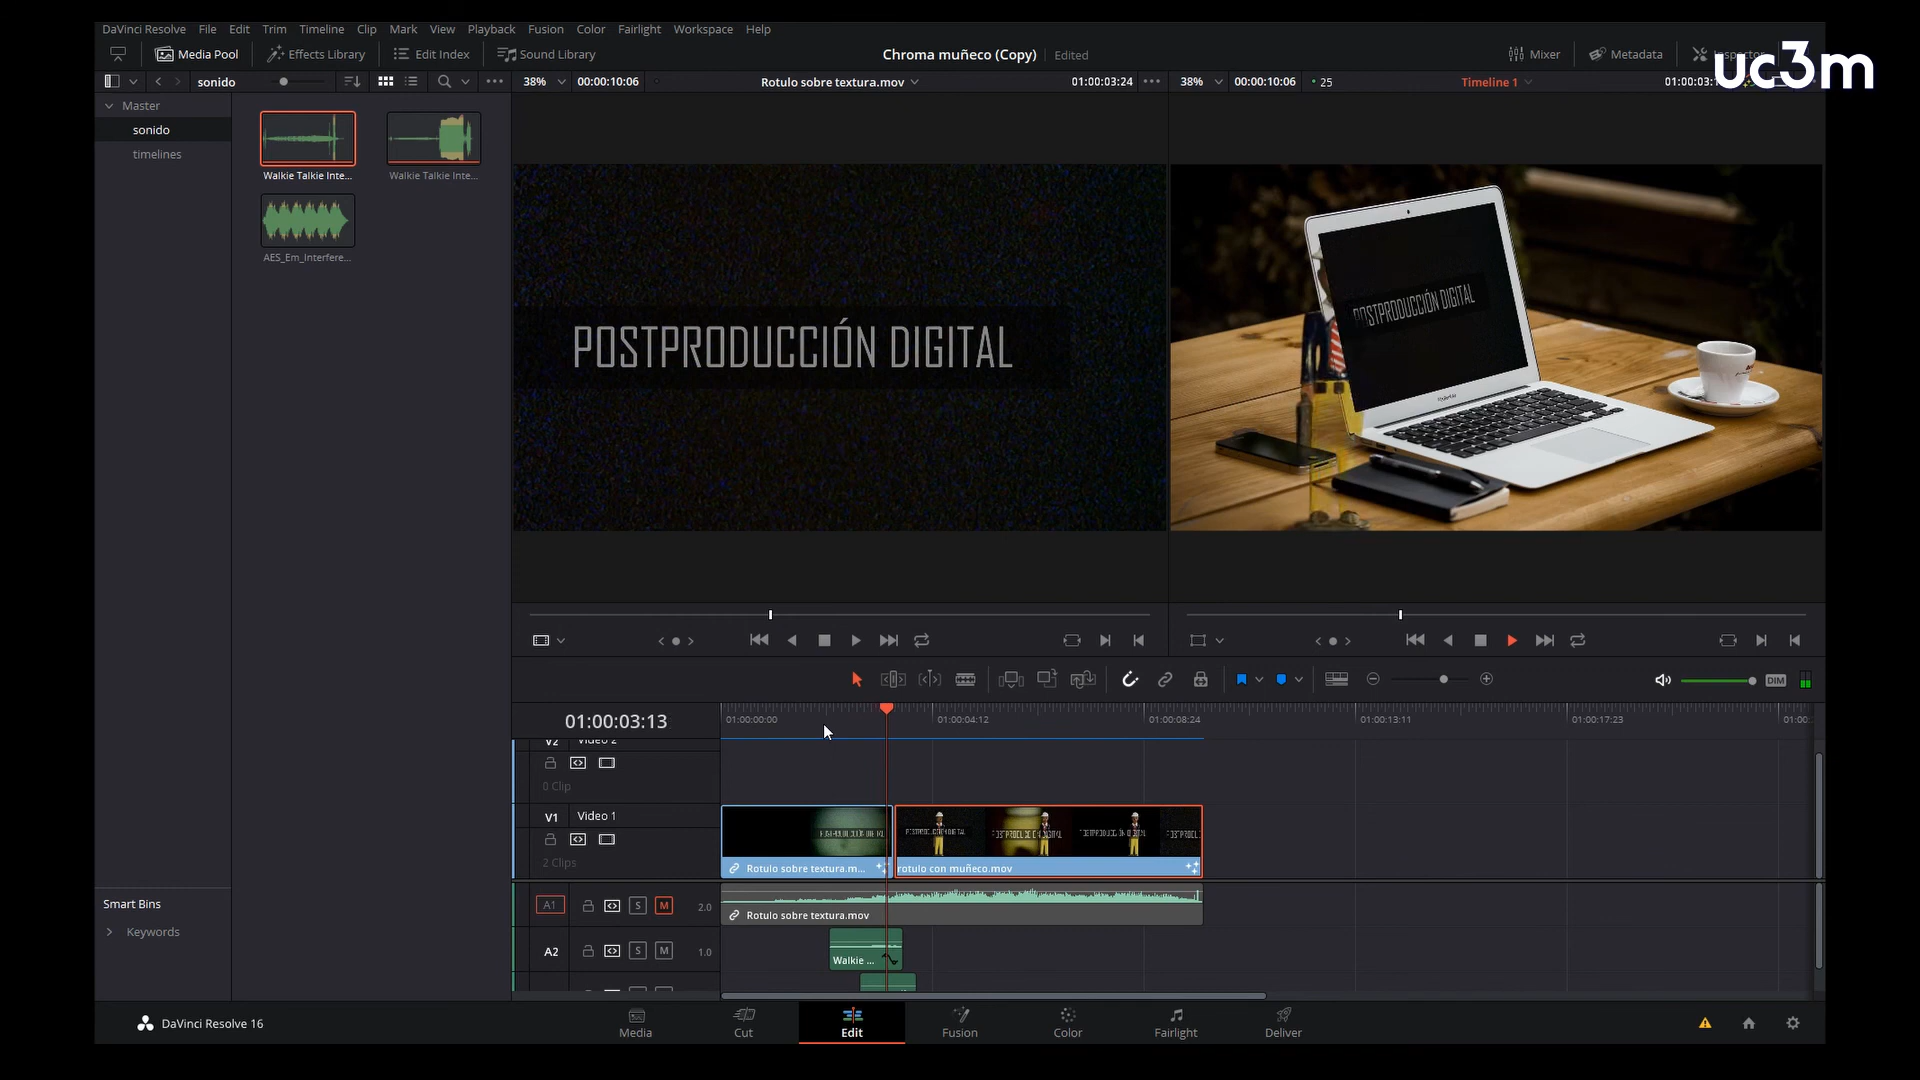 DaVinci Resolve File Edit Trim Timeline Clip Mark View Playback Fusion Color Fairlight Workspace Help
Media Pool Effects Library Edit Index Sound Library Chroma muñeco (Copy) Edited Mixer Metadata
uc3m
sonido 38% 00:00:10:06 Rotulo sobre textura.mov 01:00:03:24 38% 00:00:10:06 25 Timeline 1
Master
sonido
timelines
Walkie Talkie Inte... Walkie Talkie Inte...
AES_Em_Interfere...
POSTPRODUCCIÓN DIGITAL
POSTPRODUCCIÓN DIGITAL
DIM
01:00:03:13 01:00:00:00 01:00:04:12 01:00:08:24 01:00:13:11 01:00:17:23
V2 Video 2
0 Clip
V1 Video 1
2 Clips
Rotulo sobre textura.m... rotulo con muñeco.mov
A1 S M 2.0
Rotulo sobre textura.mov
A2 S M 1.0
Walkie ...
Smart Bins
Keywords
DaVinci Resolve 16
Media Cut Edit Fusion Color Fairlight Deliver